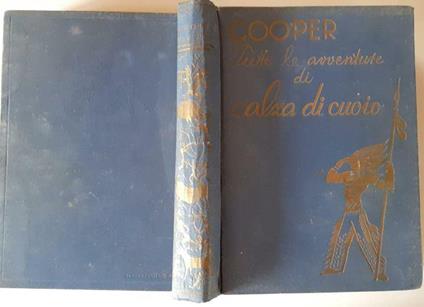 COOPER
Tutte le avventure
di
calza di cuoio